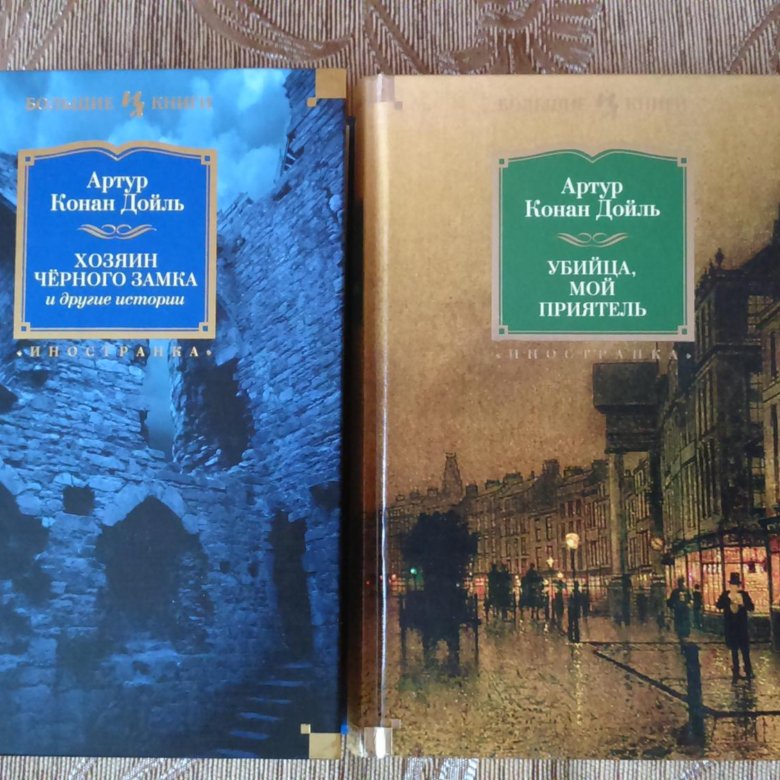 БОЛЬШИЕ КНИГИ
Артур
Конан Дойль
ХОЗЯИН
ЧЁРНОГО ЗАМКА
и другие истории
«ИНОСТРАНКА»
БОЛЬШИЕ КНИГИ
Артур
Конан Дойль
УБИЙЦА,
МОЙ
ПРИЯТЕЛЬ
«ИНОСТРАНКА»